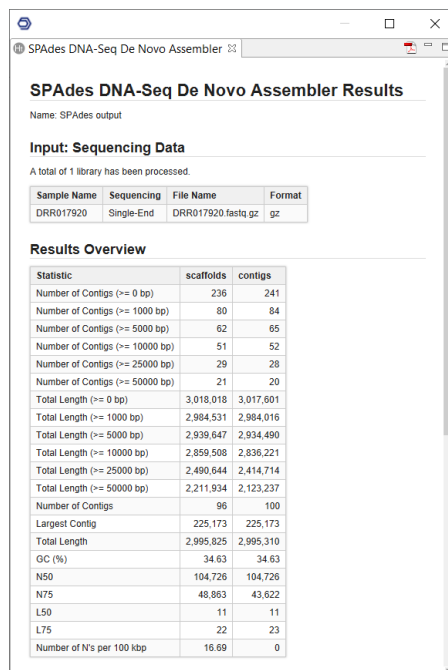 SPAdes DNA-Seq De Novo Assembler
SPAdes DNA-Seq De Novo Assembler Results
Name: SPAdes output
Input: Sequencing Data
A total of 1 library has been processed.
Sample Name Sequencing File Name Format
DRR017920 Single-End DRR017920.fastq.gz gz
Results Overview
Statistic scaffolds contigs
Number of Contigs (>= 0 bp) 236 241
Number of Contigs (>= 1000 bp) 80 84
Number of Contigs (>= 5000 bp) 62 65
Number of Contigs (>= 10000 bp) 51 52
Number of Contigs (>= 25000 bp) 29 28
Number of Contigs (>= 50000 bp) 21 20
Total Length (>= 0 bp) 3,018,018 3,017,601
Total Length (>= 1000 bp) 2,984,531 2,984,016
Total Length (>= 5000 bp) 2,939,647 2,934,490
Total Length (>= 10000 bp) 2,859,508 2,836,221
Total Length (>= 25000 bp) 2,490,644 2,414,714
Total Length (>= 50000 bp) 2,211,934 2,123,237
Number of Contigs 96 100
Largest Contig 225,173 225,173
Total Length 2,995,825 2,995,310
GC (%) 34.63 34.63
N50 104,726 104,726
N75 48,863 43,622
L50 11 11
L75 22 23
Number of N's per 100 kbp 16.69 0